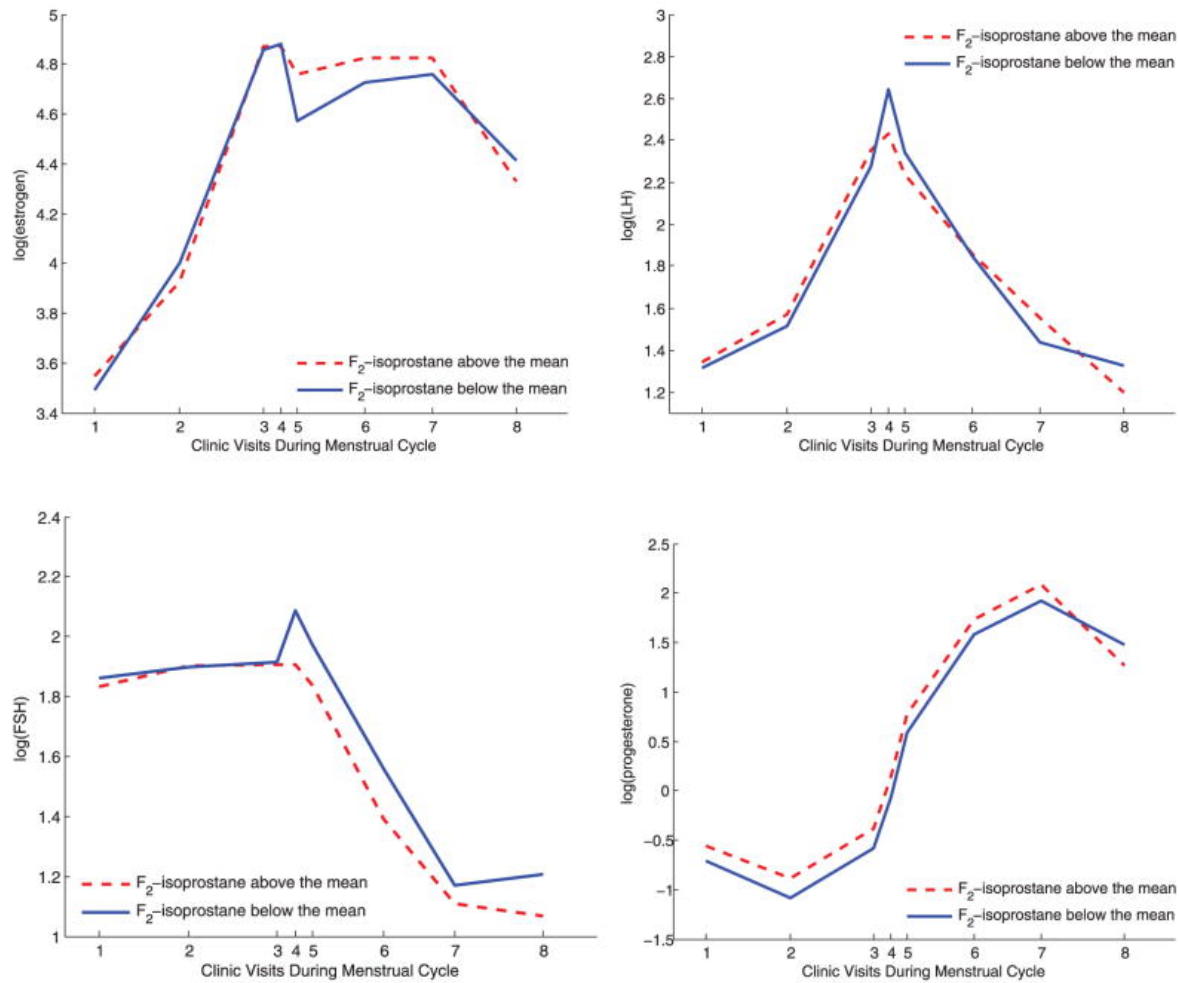 5
4.8
4.6
4.4
4.2
4
3.8
3.6
3.4
log(estrogen)
F2–isoprostane above the mean
F2–isoprostane below the mean
1 2 3 4 5 6 7 8
Clinic Visits During Menstrual Cycle
3
2.8
2.6
2.4
2.2
2
1.8
1.6
1.4
1.2
log(LH)
F2–isoprostane above the mean
F2–isoprostane below the mean
1 2 3 4 5 6 7 8
Clinic Visits During Menstrual Cycle
2.4
2.2
2
1.8
1.6
1.4
1.2
1
log(FSH)
F2–isoprostane above the mean
F2–isoprostane below the mean
1 2 3 4 5 6 7 8
Clinic Visits During Menstrual Cycle
2.5
2
1.5
1
0.5
0
−0.5
−1
−1.5
log(progesterone)
F2–isoprostane above the mean
F2–isoprostane below the mean
1 2 3 4 5 6 7 8
Clinic Visits During Menstrual Cycle